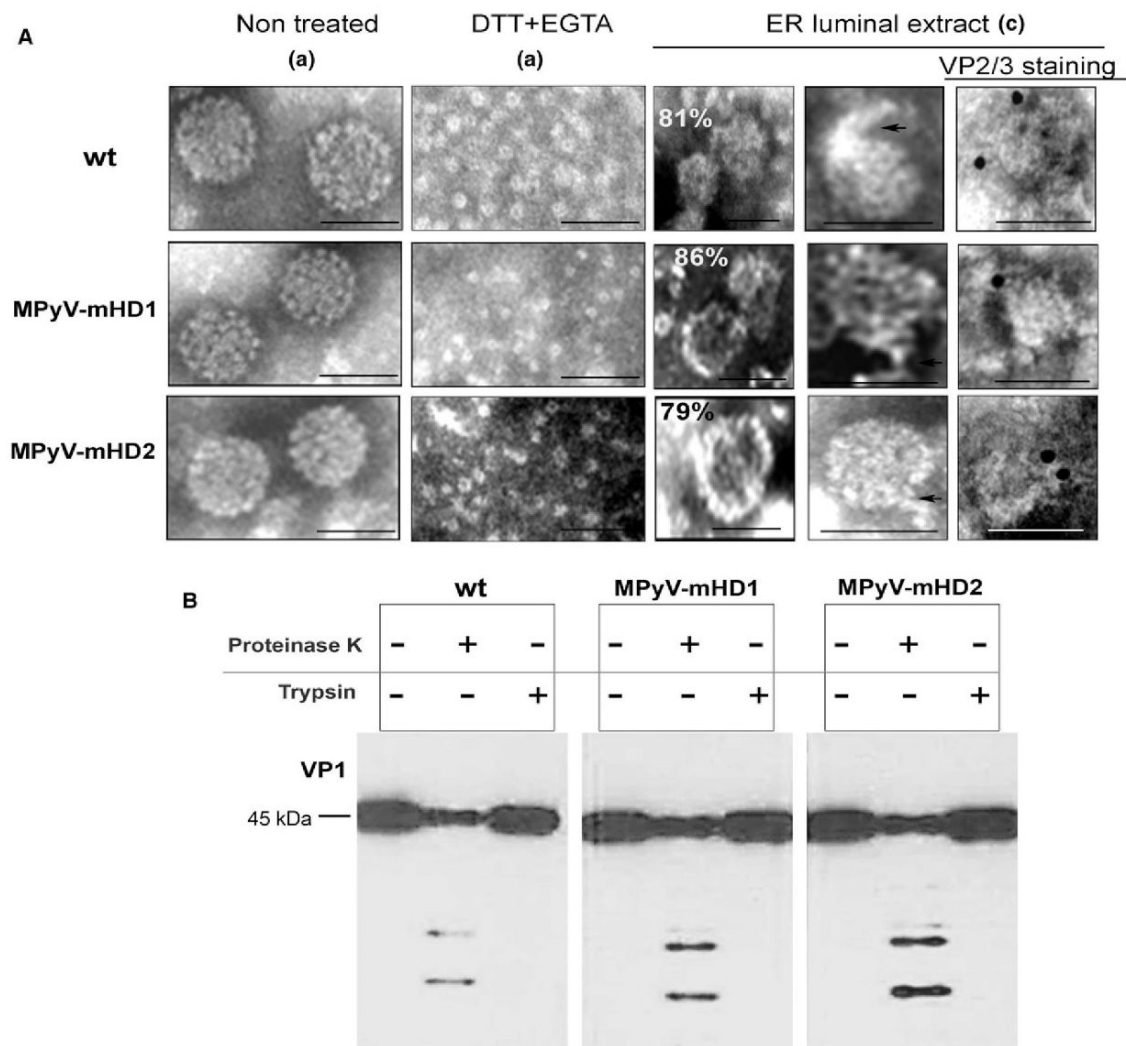 A
Non treated DTT+EGTA ER luminal extract (c)
(a) (a) VP2/3 staining
wt 81%
MPyV-mHD1 86%
MPyV-mHD2 79%
B
wt MPyV-mHD1 MPyV-mHD2
Proteinase K - + - - + - - + -
Trypsin - - + - - + - - +
VP1
45 kDa